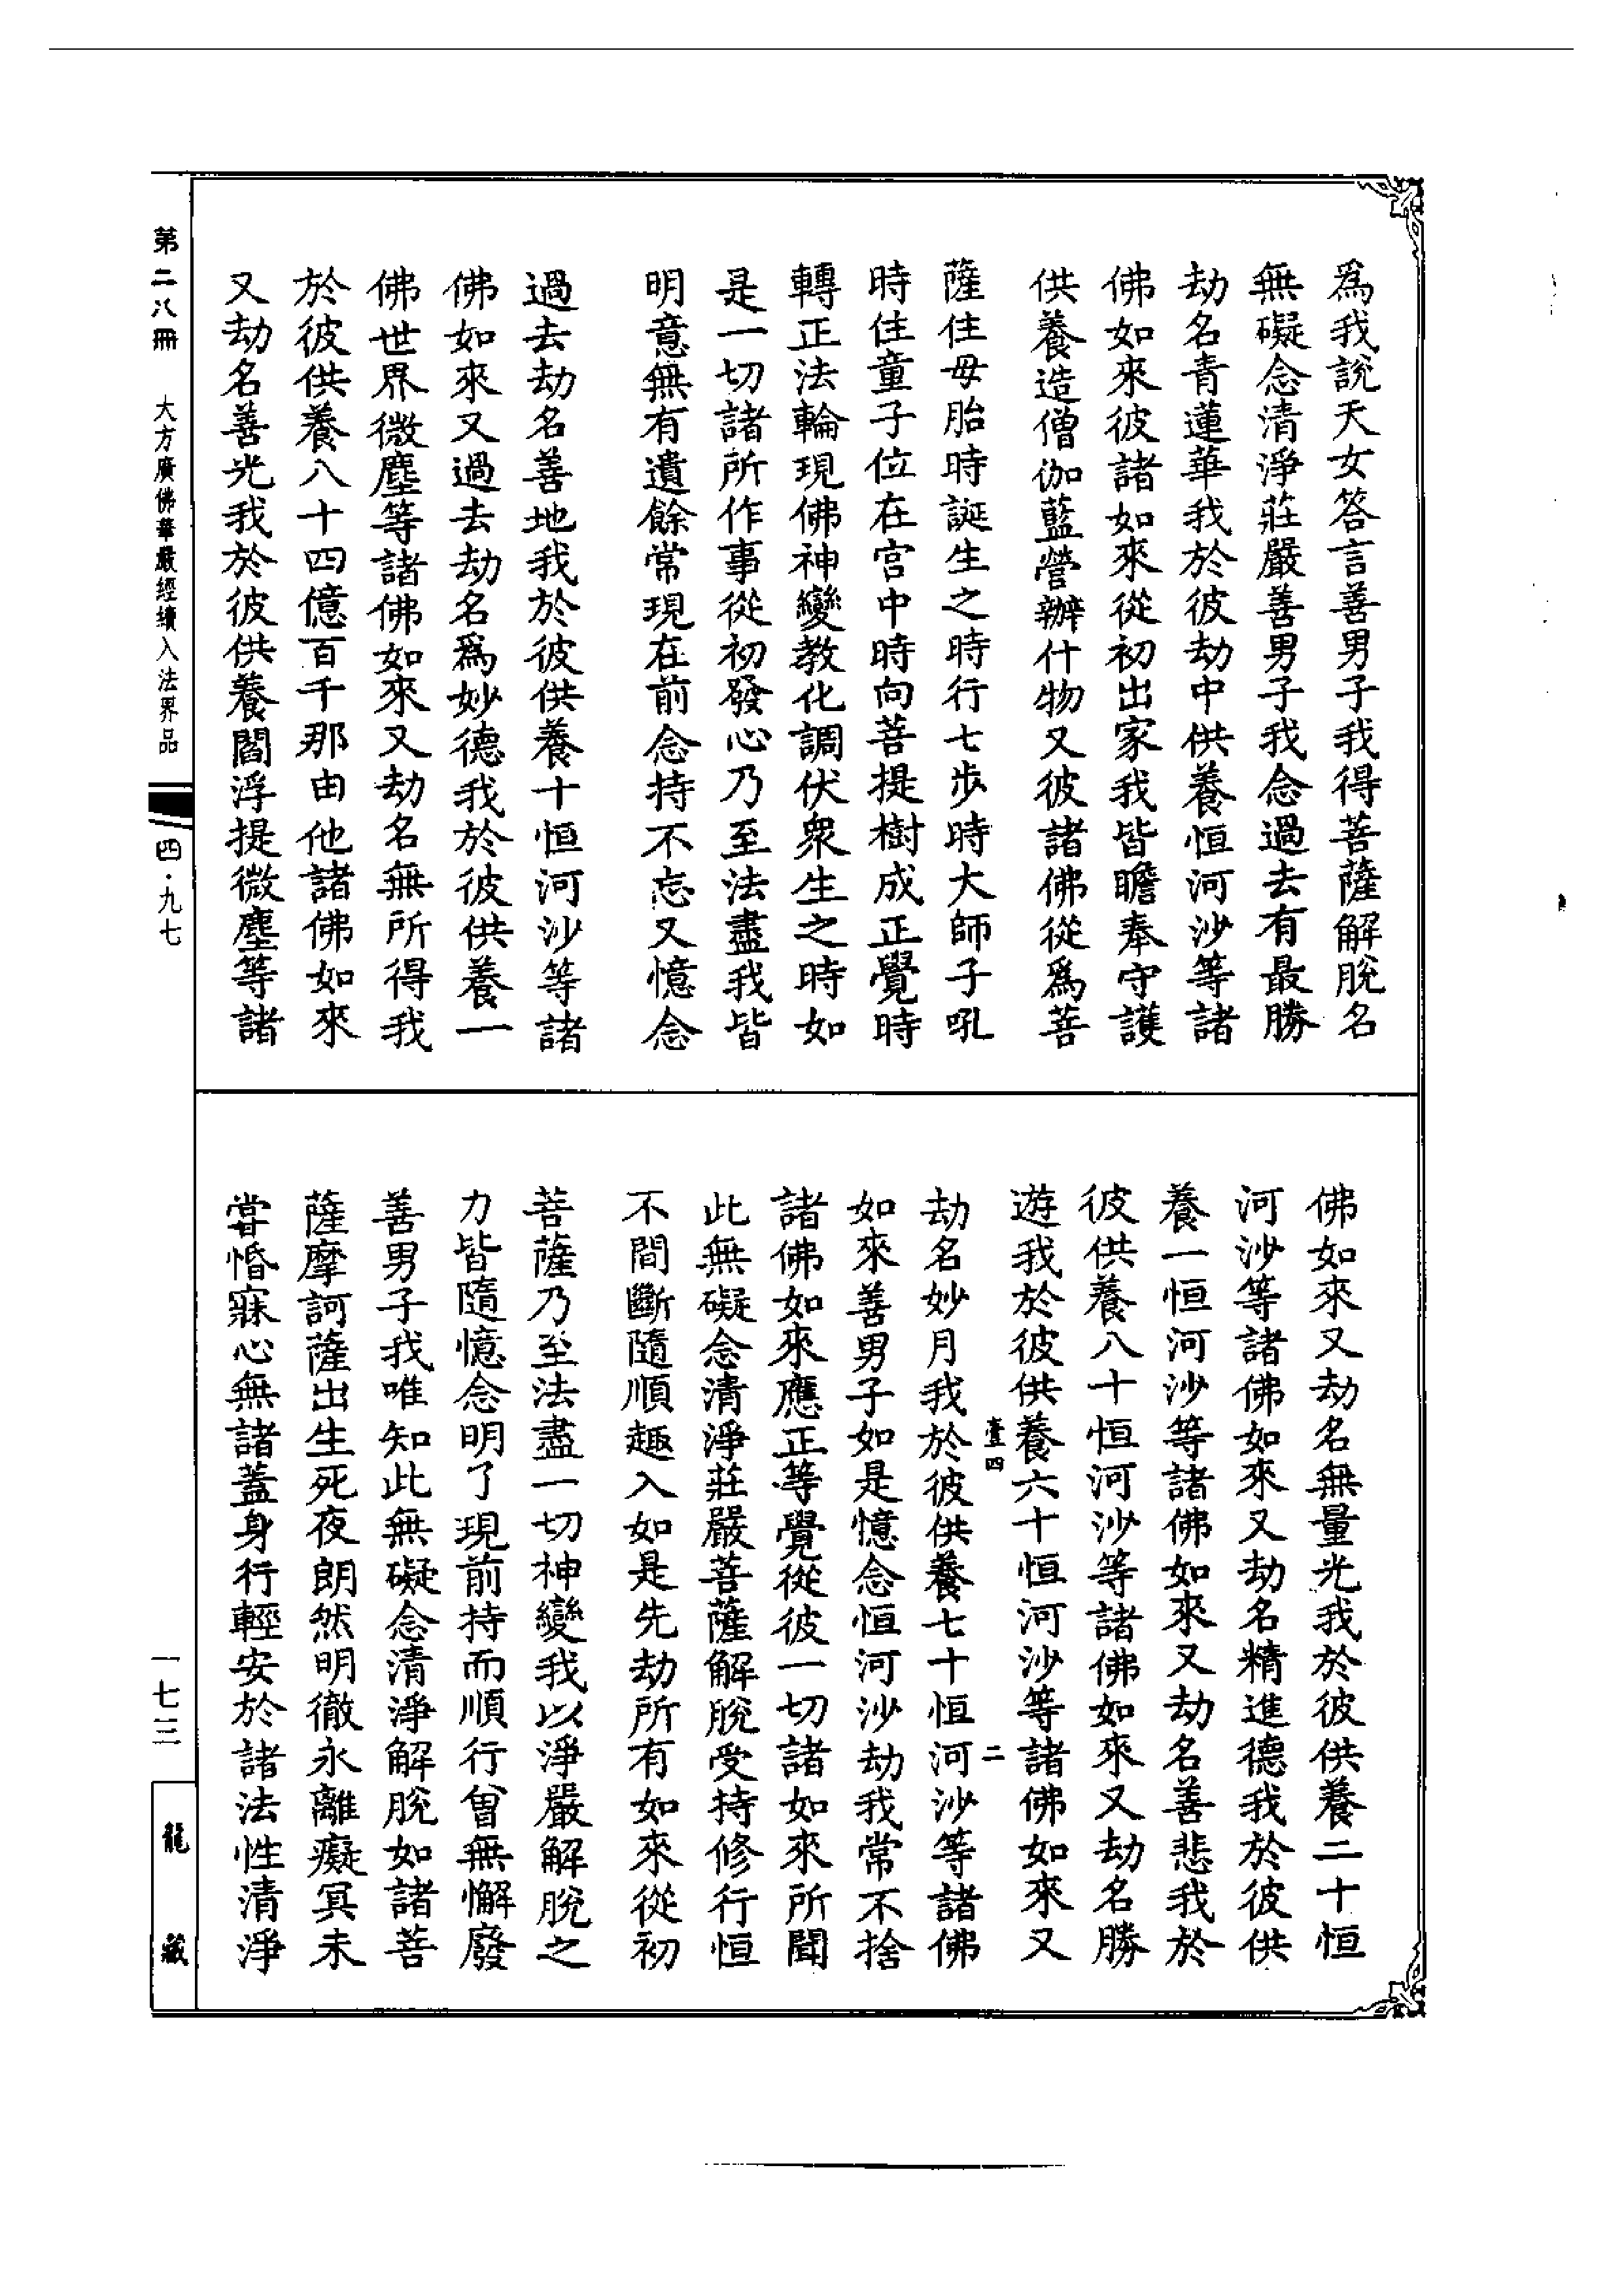 爲我說天女答言善男子我得菩薩解脫名
無礙念清淨莊嚴善男子我念過去有最勝
劫名青蓮華我於彼劫中供養恒河沙等諸
佛如來彼諸如來從初出家我皆瞻奉守護
供養造僧伽藍營辦什物又彼諸佛從爲菩
薩住母胎時誕生之時行七步時大師子吼
時住童子位在宮中時向菩提樹成正覺時
轉正法輪現佛神變教化調伏衆生之時如
是一切諸所作事從初發心乃至法盡我皆
明憶無有遺餘常現在前念持不忘又憶念
過去劫名善地我於彼供養十恒河沙等諸
佛如來又過去劫名爲妙德我於彼供養一
佛世界微塵等諸佛如來又劫名無所得我
於彼供養八十四億百千那由他諸佛如來
又劫名善光我於彼供養閻浮提微塵等諸
佛如來又劫名無量光我於彼供養二十恒
河沙等諸佛如來又劫名精進德我於彼供
養一恒河沙等諸佛如來又劫名善悲我於
彼供養八十恒河沙等諸佛如來又劫名勝
遊我於彼供養六十恒河沙等諸佛如來又
壹四 二
劫名妙月我於彼供養七十恒河沙等諸佛
如來善男子如是憶念恒河沙劫我常不捨
諸佛如來應正等覺從彼一切諸如來所聞
此無礙念清淨莊嚴菩薩解脫受持修行恒
不間斷隨順趣入如是先劫所有如來從初
菩薩乃至法盡一切神變我以淨嚴解脫之
力皆隨憶念明了現前持而順行曾無懈廢
善男子我唯知此無礙念清淨解脫如諸菩
薩摩訶薩出生死夜朗然明徹永離癡冥未
甞惛寐心無諸蓋身行輕安於諸法性清淨
第二八冊 大方廣佛華嚴經續入法界品 四·九七
一七三
龍藏